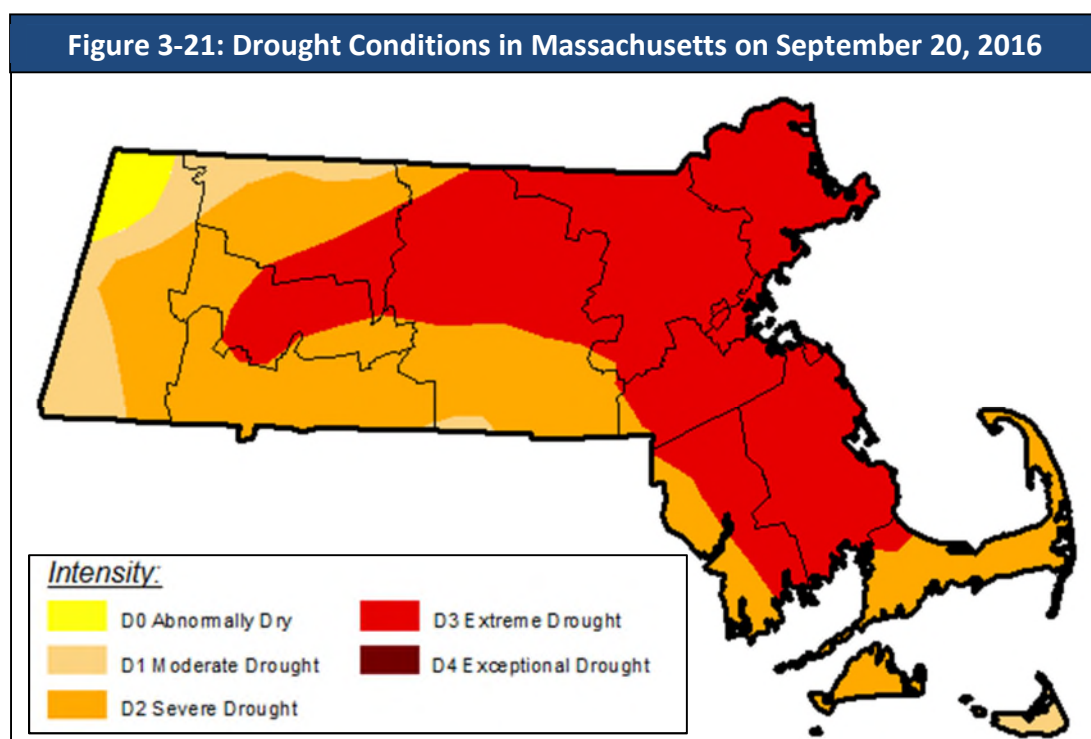 Figure 3-21: Drought Conditions in Massachusetts on September 20, 2016
Intensity:
D0 Abnormally Dry
D1 Moderate Drought
D2 Severe Drought
D3 Extreme Drought
D4 Exceptional Drought